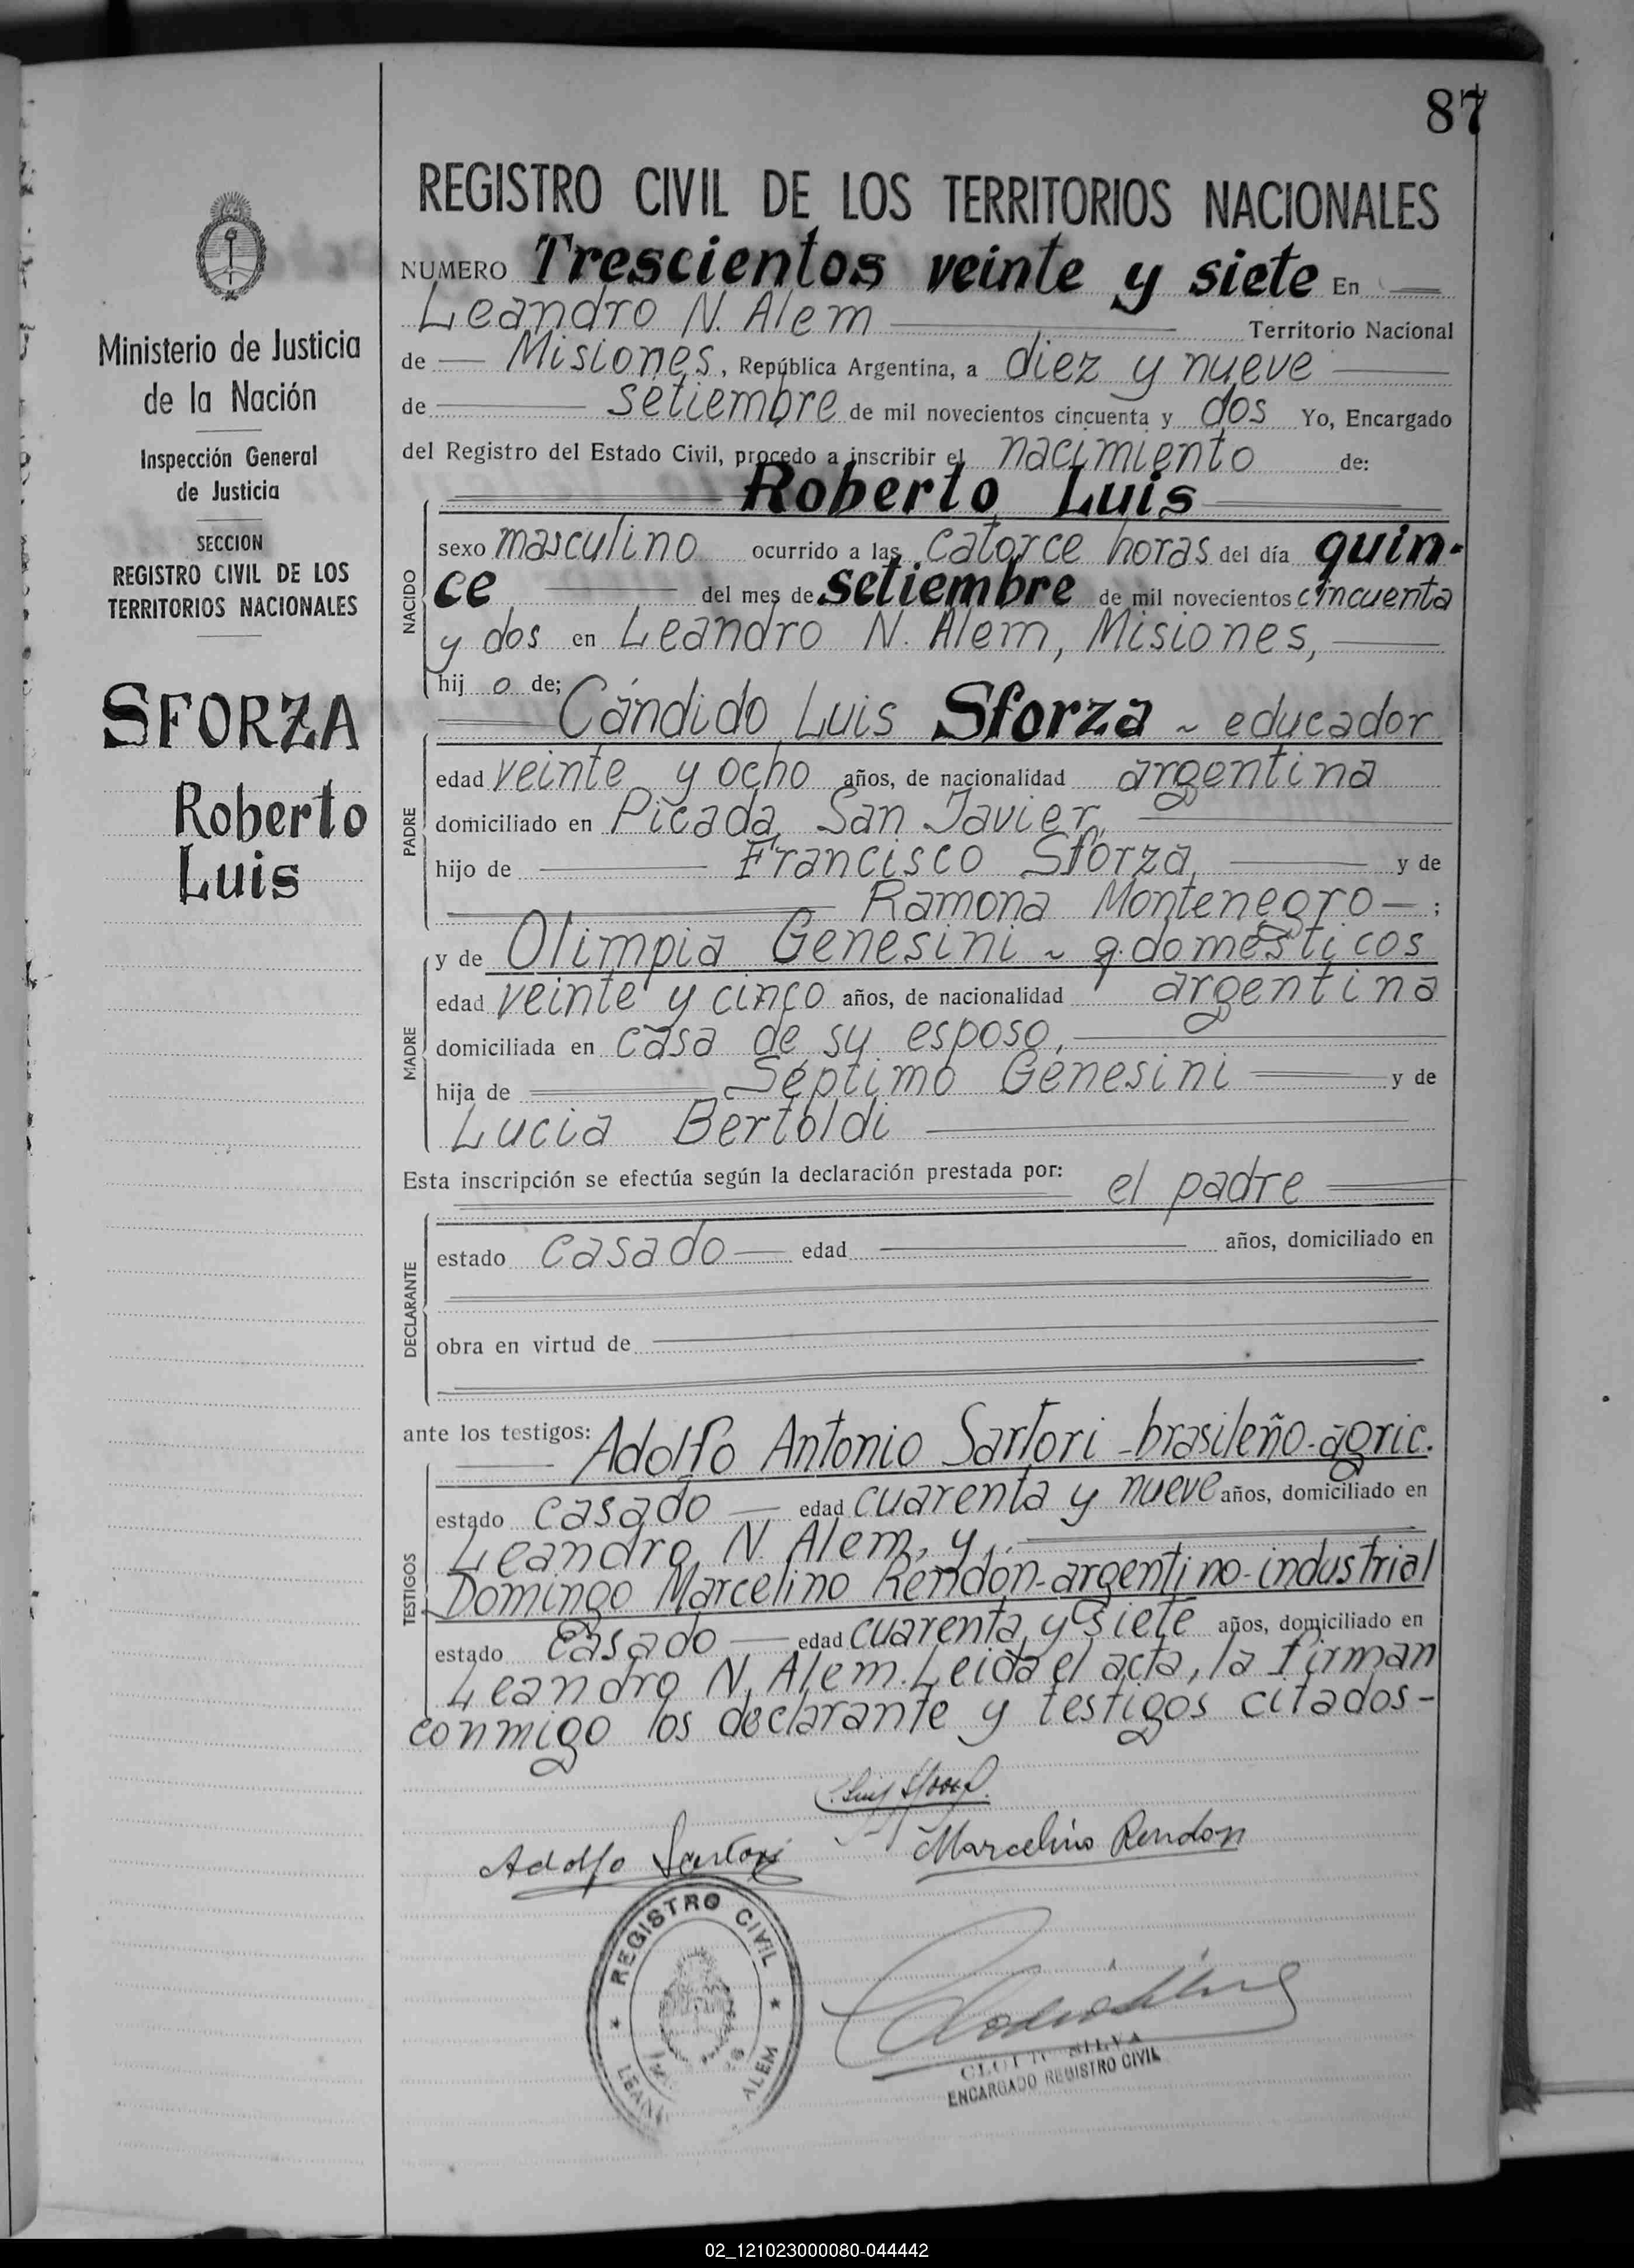 87
Ministerio de Justicia
de la Nación
Inspección General
de Justicia
SECCION
REGISTRO CIVIL DE LOS
TERRITORIOS NACIONALES
SFORZA
Roberto
Luis
REGISTRO CIVIL DE LOS TERRITORIOS NACIONALES
NUMERO Trescientos veinte y siete En
Leandro N. Alem Territorio Nacional
de Misiones, República Argentina, a diez y nueve
de setiembre de mil novecientos cincuenta y dos Yo, Encargado
del Registro del Estado Civil, procedo a inscribir el nacimiento de:
Roberto Luis
NACIDO
sexo masculino ocurrido a las catorce horas del día quin-
ce del mes de setiembre de mil novecientos cincuenta
y dos en Leandro N. Alem, Misiones,
hij o de;
Cándido Luis Sforza ~ educador
PADRE
edad veinte y ocho años, de nacionalidad argentina
domiciliado en Picada San Javier,
hijo de Francisco Sforza, y de
Ramona Montenegro ;
MADRE
y de Olimpia Genesini ~ q. domésticos
edad veinte y cinco años, de nacionalidad argentina
domiciliada en casa de su esposo,
hija de Séptimo Genesini y de
Lucia Bertoldi
Esta inscripción se efectúa según la declaración prestada por: el padre
DECLARANTE
estado casado edad años, domiciliado en
obra en virtud de
ante los testigos: Adolfo Antonio Sartori - brasileño - agric.
TESTIGOS
estado casado edad cuarenta y nueve años, domiciliado en
Leandro N. Alem, y
Domingo Marcelino Rendón - argentino - industrial
estado casado edad cuarenta y siete años, domiciliado en
Leandro N. Alem. Leida el acta, la firman
conmigo los declarante y testigos citados-
Adolfo Sartori
Marcelino Rendon
REGISTRO CIVIL
ALEM
SILVA
ENCARGADO REGISTRO CIVIL
02_121023000080-044442